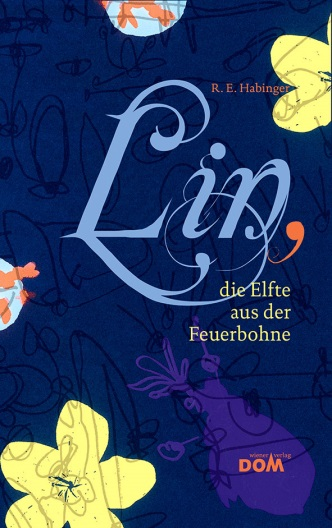 R. E. Habinger
Lin,
die Elfte
aus der
Feuerbohne
wiener verlag
DOM